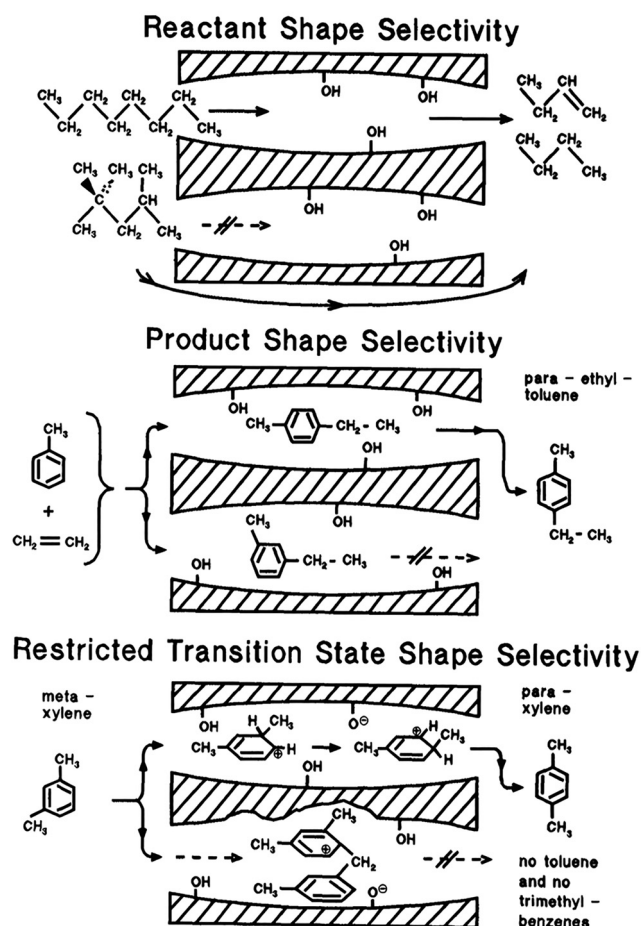 Reactant Shape Selectivity
CH₃ CH₂ CH₂ CH₂
CH₂ CH₂ CH₂ CH₃
OH OH
CH₃ CH
CH₂ CH₂
CH₃
CH₂ CH₃
OH
CH₃ CH₃ CH₃
C CH
CH₃ CH₂ CH₃
OH OH
OH
Product Shape Selectivity
para - ethyl -
toluene
OH OH
CH₃ CH₂- CH₃
CH₃
+
CH₂ CH₂
OH
OH
CH₃
CH₂- CH₃
OH OH
CH₃
CH₂-CH₃
Restricted Transition State Shape Selectivity
meta -
xylene
para -
xylene
OH O⊖
CH₃ H CH₃ H ⊕
H CH₃ CH₃ H
⊕
OH
CH₃
CH₃
CH₃
CH₃
OH
CH₃
CH₃ ⊕
CH₂
CH₃
OH O⊖
no toluene
and no
trimethyl -
benzenes